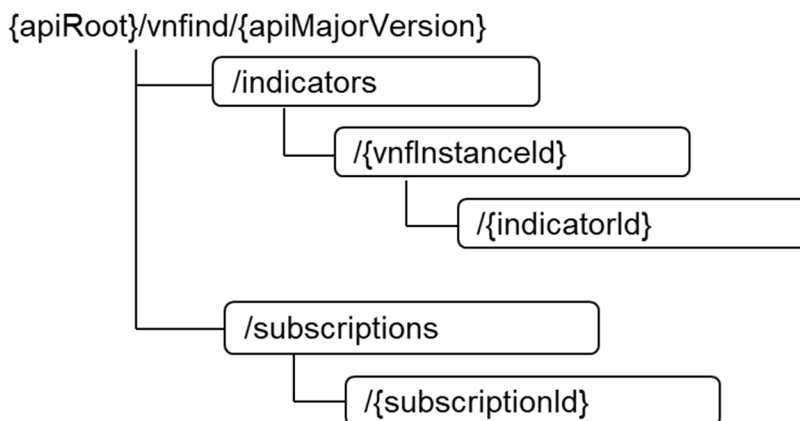 {apiRoot}/vnfind/{apiMajorVersion}
/indicators
/{vnfInstanceId}
/{indicatorId}
/subscriptions
/{subscriptionId}